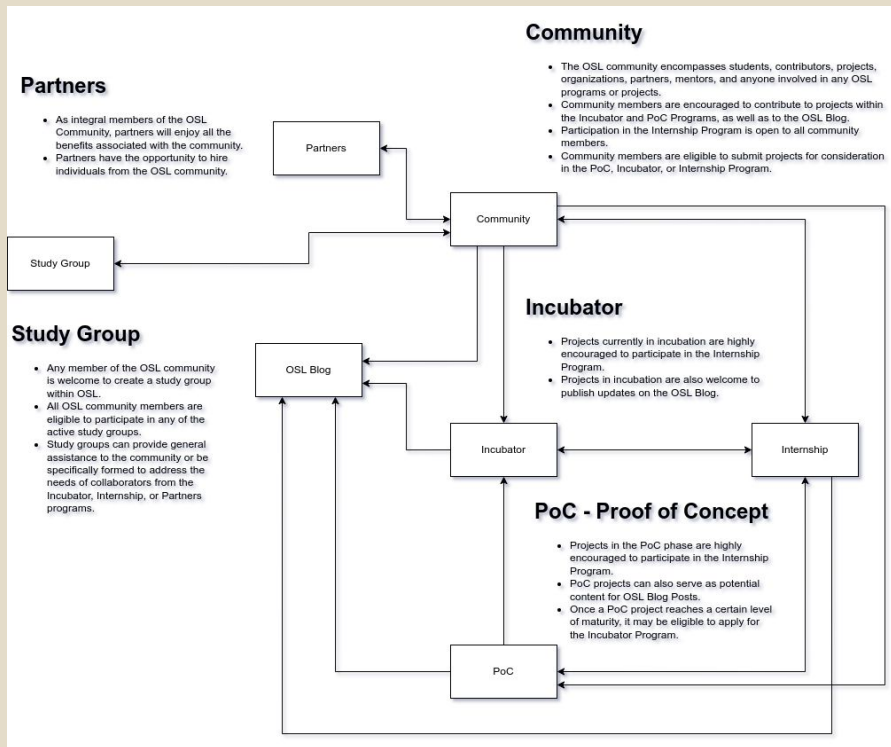 Community
• The OSL community encompasses students, contributors, projects,
organizations, partners, mentors, and anyone involved in any OSL
programs or projects.
• Community members are encouraged to contribute to projects within
the Incubator and PoC Programs, as well as to the OSL Blog.
• Participation in the Internship Program is open to all community
members.
• Community members are eligible to submit projects for consideration
in the PoC, Incubator, or Internship Program.
Partners
• As integral members of the OSL
Community, partners will enjoy all the
benefits associated with the community.
• Partners have the opportunity to hire
individuals from the OSL community.
Partners
Community
Study Group
Study Group
• Any member of the OSL community
is welcome to create a study group
within OSL.
• All OSL community members are
eligible to participate in any of the
active study groups.
• Study groups can provide general
assistance to the community or be
specifically formed to address the
needs of collaborators from the
Incubator, Internship, or Partners
programs.
OSL Blog
Incubator
• Projects currently in incubation are highly
encouraged to participate in the Internship
Program.
• Projects in incubation are also welcome to
publish updates on the OSL Blog.
Incubator
Internship
PoC - Proof of Concept
• Projects in the PoC phase are highly
encouraged to participate in the Internship
Program.
• PoC projects can also serve as potential
content for OSL Blog Posts.
• Once a PoC project reaches a certain level
of maturity, it may be eligible to apply for
the Incubator Program.
PoC